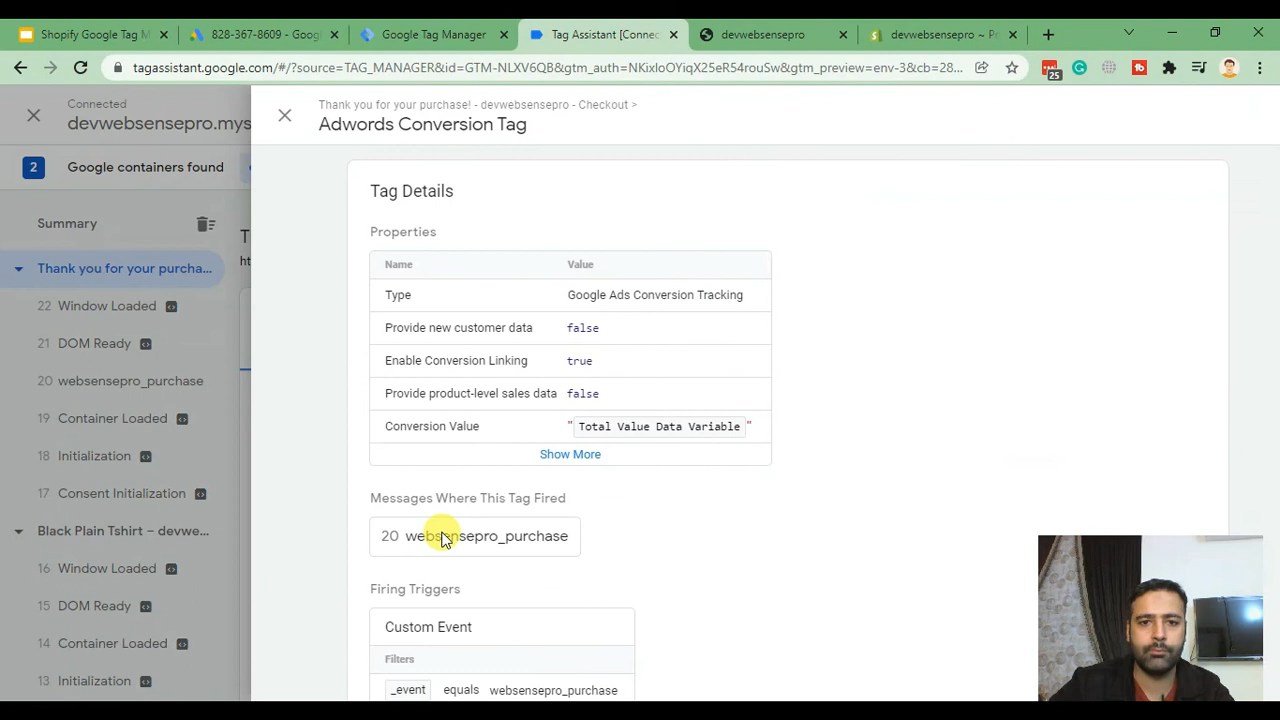 Shopify Google Tag M
828-367-8609 - Googl
Google Tag Manager
Tag Assistant [Connec
devwebsensepro
devwebsensepro ~ Pr
tagassistant.google.com/#/?source=TAG_MANAGER&id=GTM-NLXV6QB&gtm_auth=NKixIoOYiqX25eR54rouSw&gtm_preview=env-3&cb=28...
25
Connected
devwebsensepro.mys
2 Google containers found
Summary
Thank you for your purcha...
22 Window Loaded
21 DOM Ready
20 websensepro_purchase
19 Container Loaded
18 Initialization
17 Consent Initialization
Black Plain Tshirt – devwe...
16 Window Loaded
15 DOM Ready
14 Container Loaded
13 Initialization
T
ht
Thank you for your purchase! - devwebsensepro - Checkout >
Adwords Conversion Tag
Tag Details
Properties
Name Value
Type Google Ads Conversion Tracking
Provide new customer data false
Enable Conversion Linking true
Provide product-level sales data false
Conversion Value "Total Value Data Variable"
Show More
Messages Where This Tag Fired
20 websensepro_purchase
Firing Triggers
Custom Event
Filters
_event equals websensepro_purchase